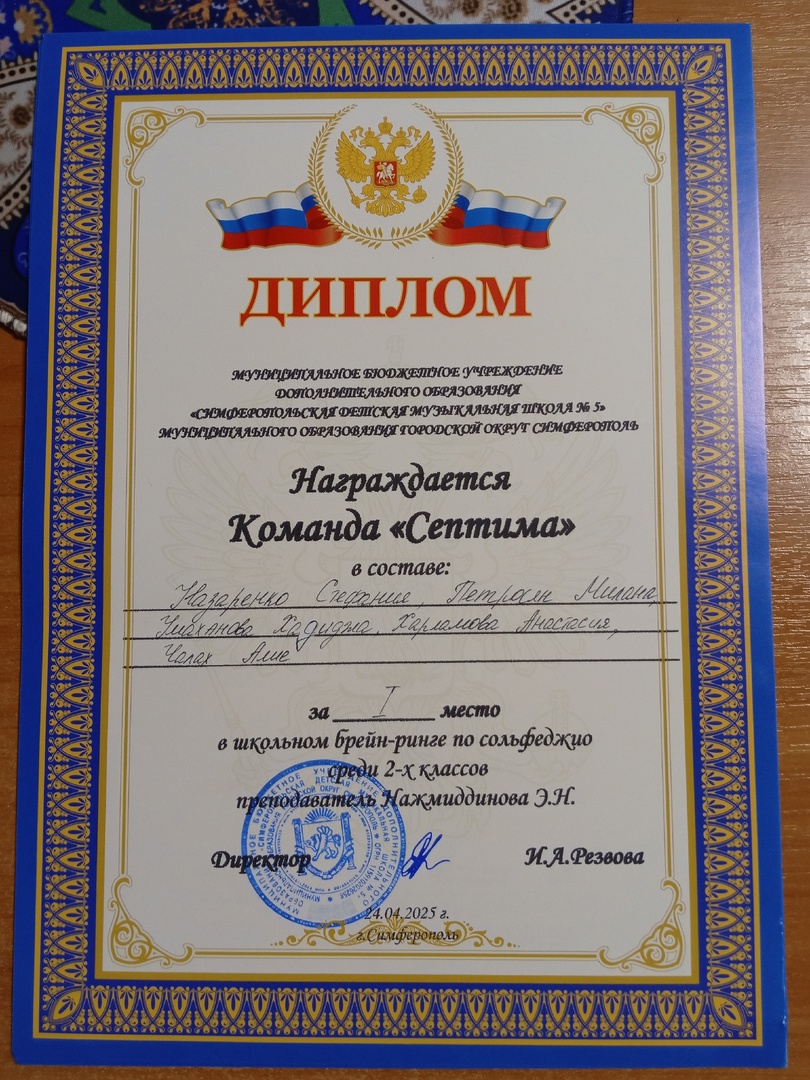 ДИПЛОМ
МУНИЦИПАЛЬНОЕ БЮДЖЕТНОЕ УЧРЕЖДЕНИЕ
ДОПОЛНИТЕЛЬНОГО ОБРАЗОВАНИЯ
«СИМФЕРОПОЛЬСКАЯ ДЕТСКАЯ МУЗЫКАЛЬНАЯ ШКОЛА № 5»
МУНИЦИПАЛЬНОГО ОБРАЗОВАНИЯ ГОРОДСКОЙ ОКРУГ СИМФЕРОПОЛЬ
Награждается
Команда «Септима»
в составе:
Назаренко Стефание, Петросян Милана,
Умаханова Хадиджа, Харламова Анастасия,
Чалах Алие
за I место
в школьном брейн-ринге по сольфеджио
среди 2-х классов
преподаватель Нажмиддинова Э.Н.
Директор И.А.Резвова
24.04.2025 г.
г.Симферополь